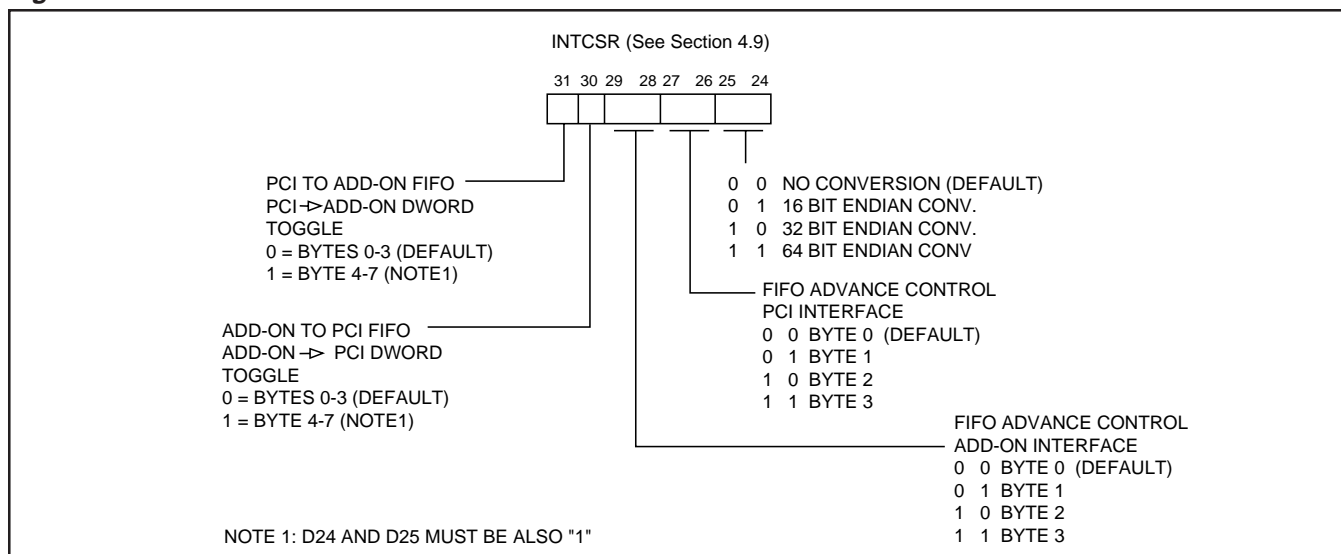 INTCSR (See Section 4.9)
31 30 29 28 27 26 25 24
PCI TO ADD-ON FIFO
PCI ADD-ON DWORD
TOGGLE
0 = BYTES 0-3 (DEFAULT)
1 = BYTE 4-7 (NOTE1)
0 0 NO CONVERSION (DEFAULT)
0 1 16 BIT ENDIAN CONV.
1 0 32 BIT ENDIAN CONV.
1 1 64 BIT ENDIAN CONV
FIFO ADVANCE CONTROL
PCI INTERFACE
0 0 BYTE 0 (DEFAULT)
0 1 BYTE 1
1 0 BYTE 2
1 1 BYTE 3
ADD-ON TO PCI FIFO
ADD-ON PCI DWORD
TOGGLE
0 = BYTES 0-3 (DEFAULT)
1 = BYTE 4-7 (NOTE1)
FIFO ADVANCE CONTROL
ADD-ON INTERFACE
0 0 BYTE 0 (DEFAULT)
0 1 BYTE 1
1 0 BYTE 2
1 1 BYTE 3
NOTE 1: D24 AND D25 MUST BE ALSO "1"